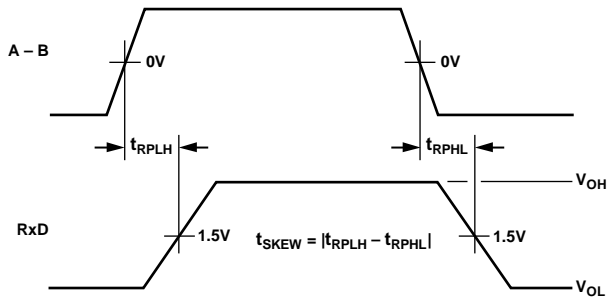 A – B
0V
0V
tRPLH
tRPHL
VOH
RxD
1.5V
tSKEW = |tRPLH – tRPHL|
1.5V
VOL